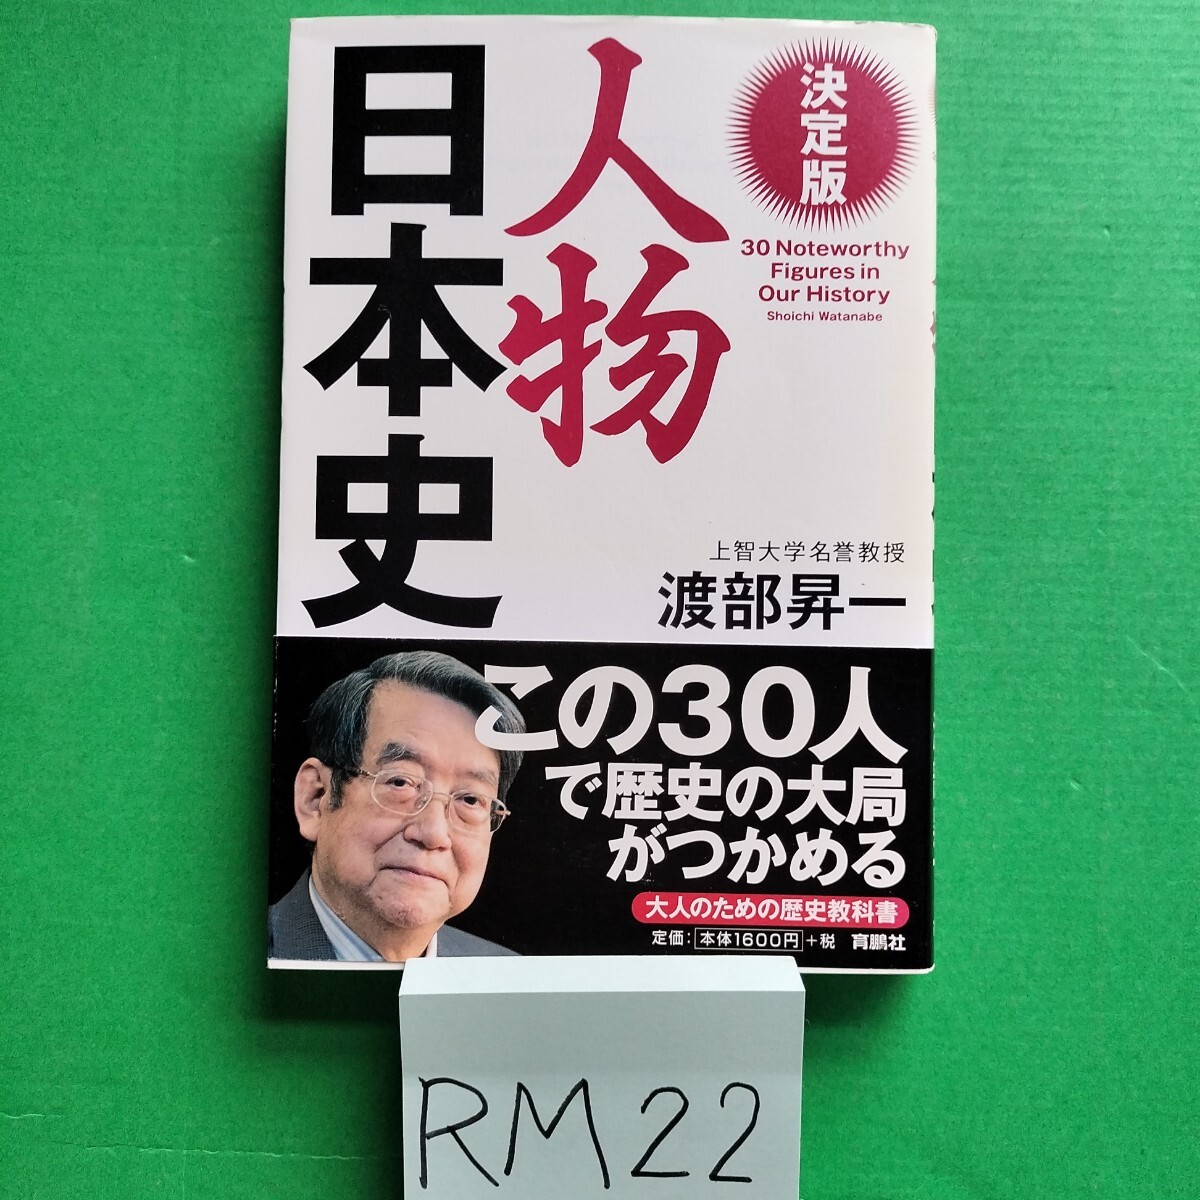 決定版
30 Noteworthy
Figures in
Our History
Shoichi Watanabe
人物
日本史
上智大学名誉教授
渡部昇一
この30人
で歴史の大局
がつかめる
大人のための歴史教科書
定価:本体1600円+税 育鵬社
RM22